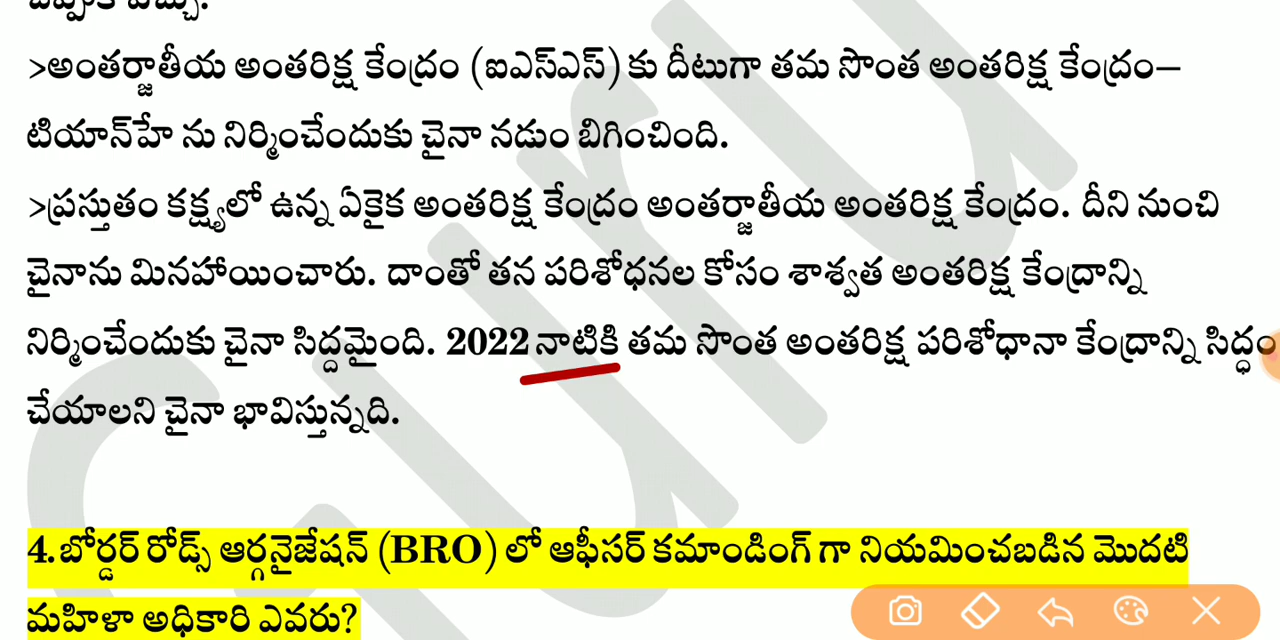 చెప్పుకోవచ్చు.
>అంతర్జాతీయ అంతరిక్ష కేంద్రం (ఐఎస్ఎస్) కు దీటుగా తమ సొంత అంతరిక్ష కేంద్రం–
టియాన్‌హే ను నిర్మించేందుకు చైనా నడుం బిగించింది.
>ప్రస్తుతం కక్ష్యలో ఉన్న ఏకైక అంతరిక్ష కేంద్రం అంతర్జాతీయ అంతరిక్ష కేంద్రం. దీని నుంచి
చైనాను మినహాయించారు. దాంతో తన పరిశోధనల కోసం శాశ్వత అంతరిక్ష కేంద్రాన్ని
నిర్మించేందుకు చైనా సిద్దమైంది. 2022 నాటికి తమ సొంత అంతరిక్ష పరిశోధానా కేంద్రాన్ని సిద్ధం
చేయాలని చైనా భావిస్తున్నది.
4.బోర్డర్ రోడ్స్ ఆర్గనైజేషన్ (BRO) లో ఆఫీసర్ కమాండింగ్ గా నియమించబడిన మొదటి
మహిళా అధికారి ఎవరు?